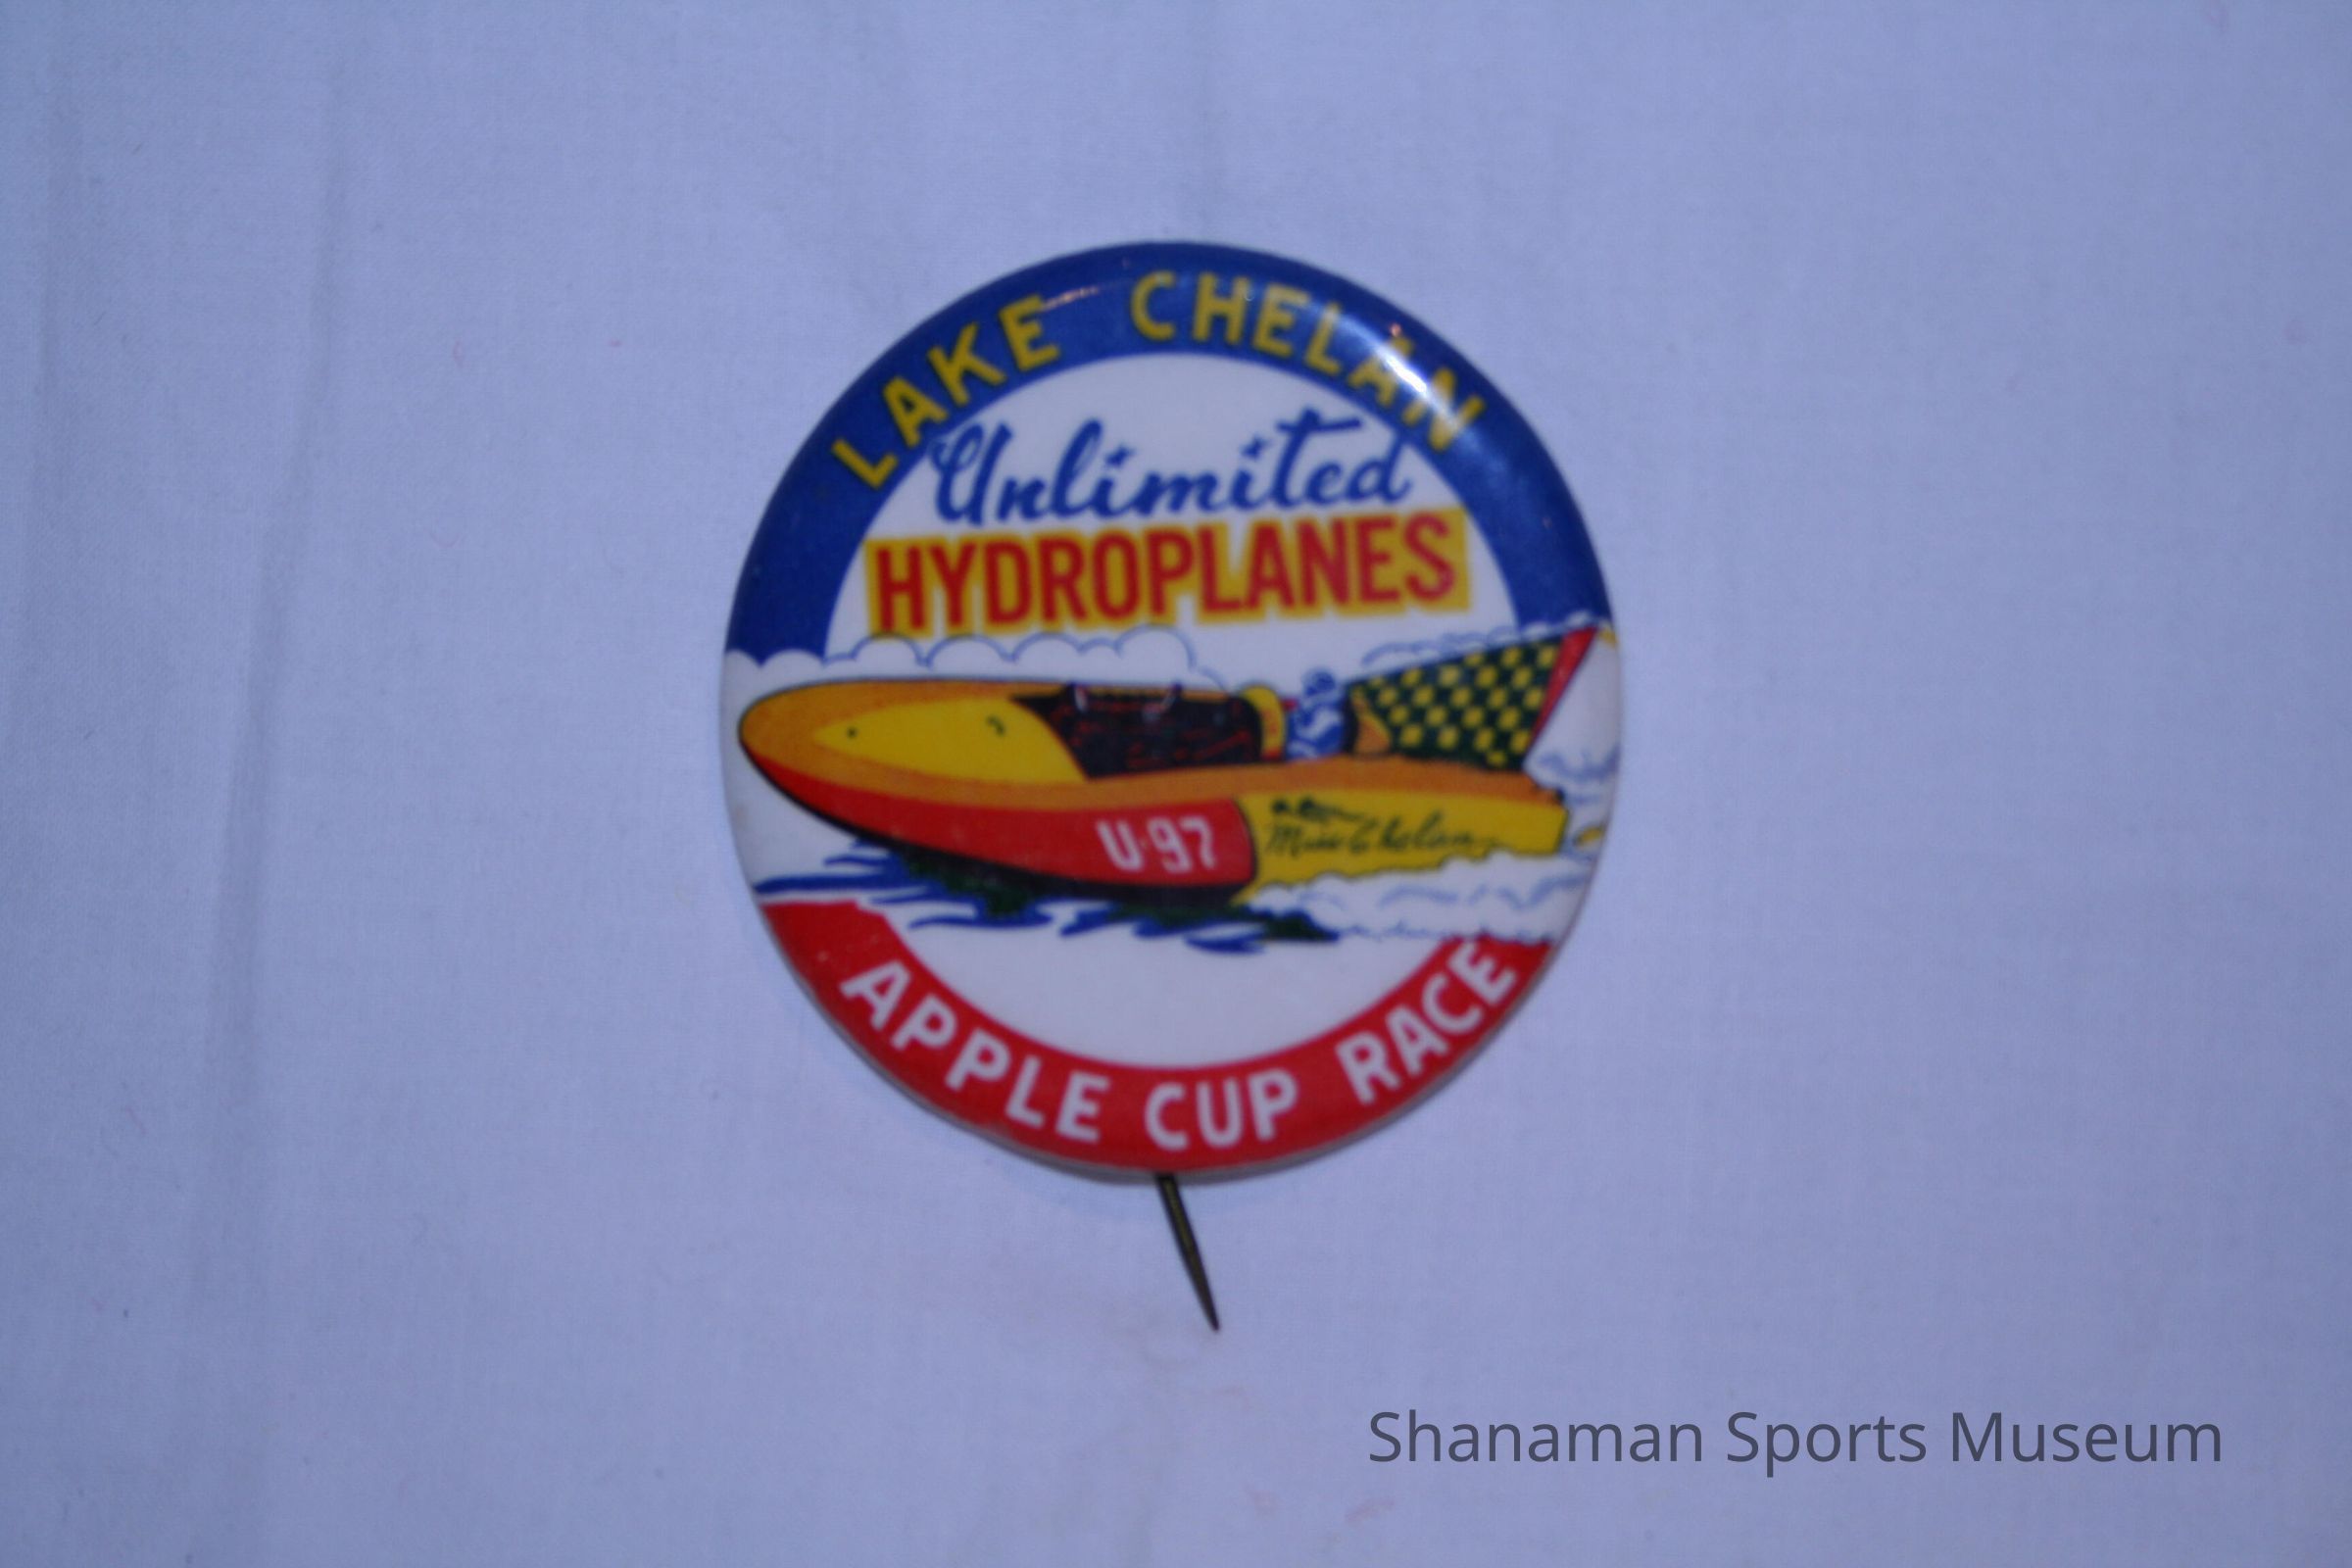 LAKE CHELAN
Unlimited
HYDROPLANES
U-97
Miss Chelan
APPLE CUP RACE
Shanaman Sports Museum